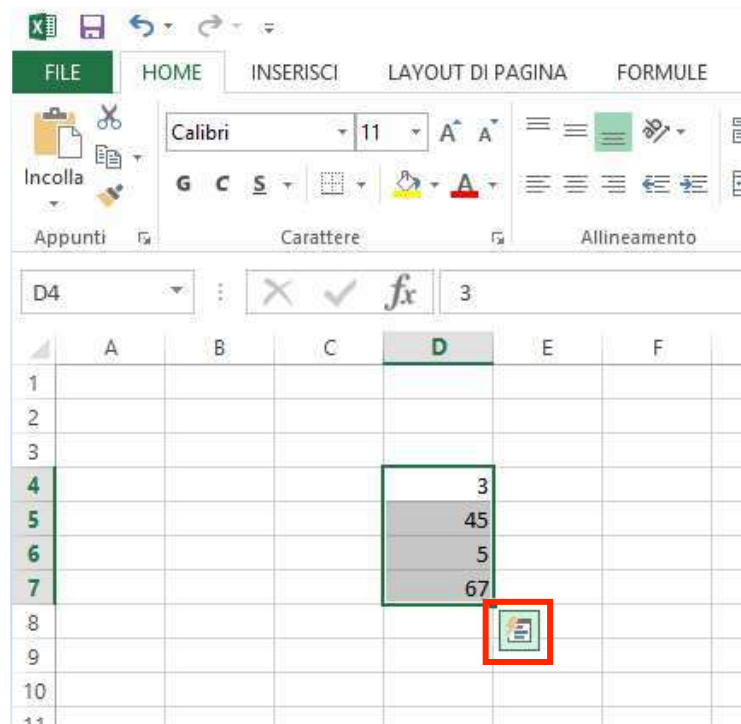 FILE HOME INSERISCI LAYOUT DI PAGINA FORMULE
Calibri 11 A A
Incolla G C S A
Appunti Carattere Allineamento
D4 fx 3
A B C D E F
1
2
3
4 3
5 45
6 5
7 67
8
9
10
11